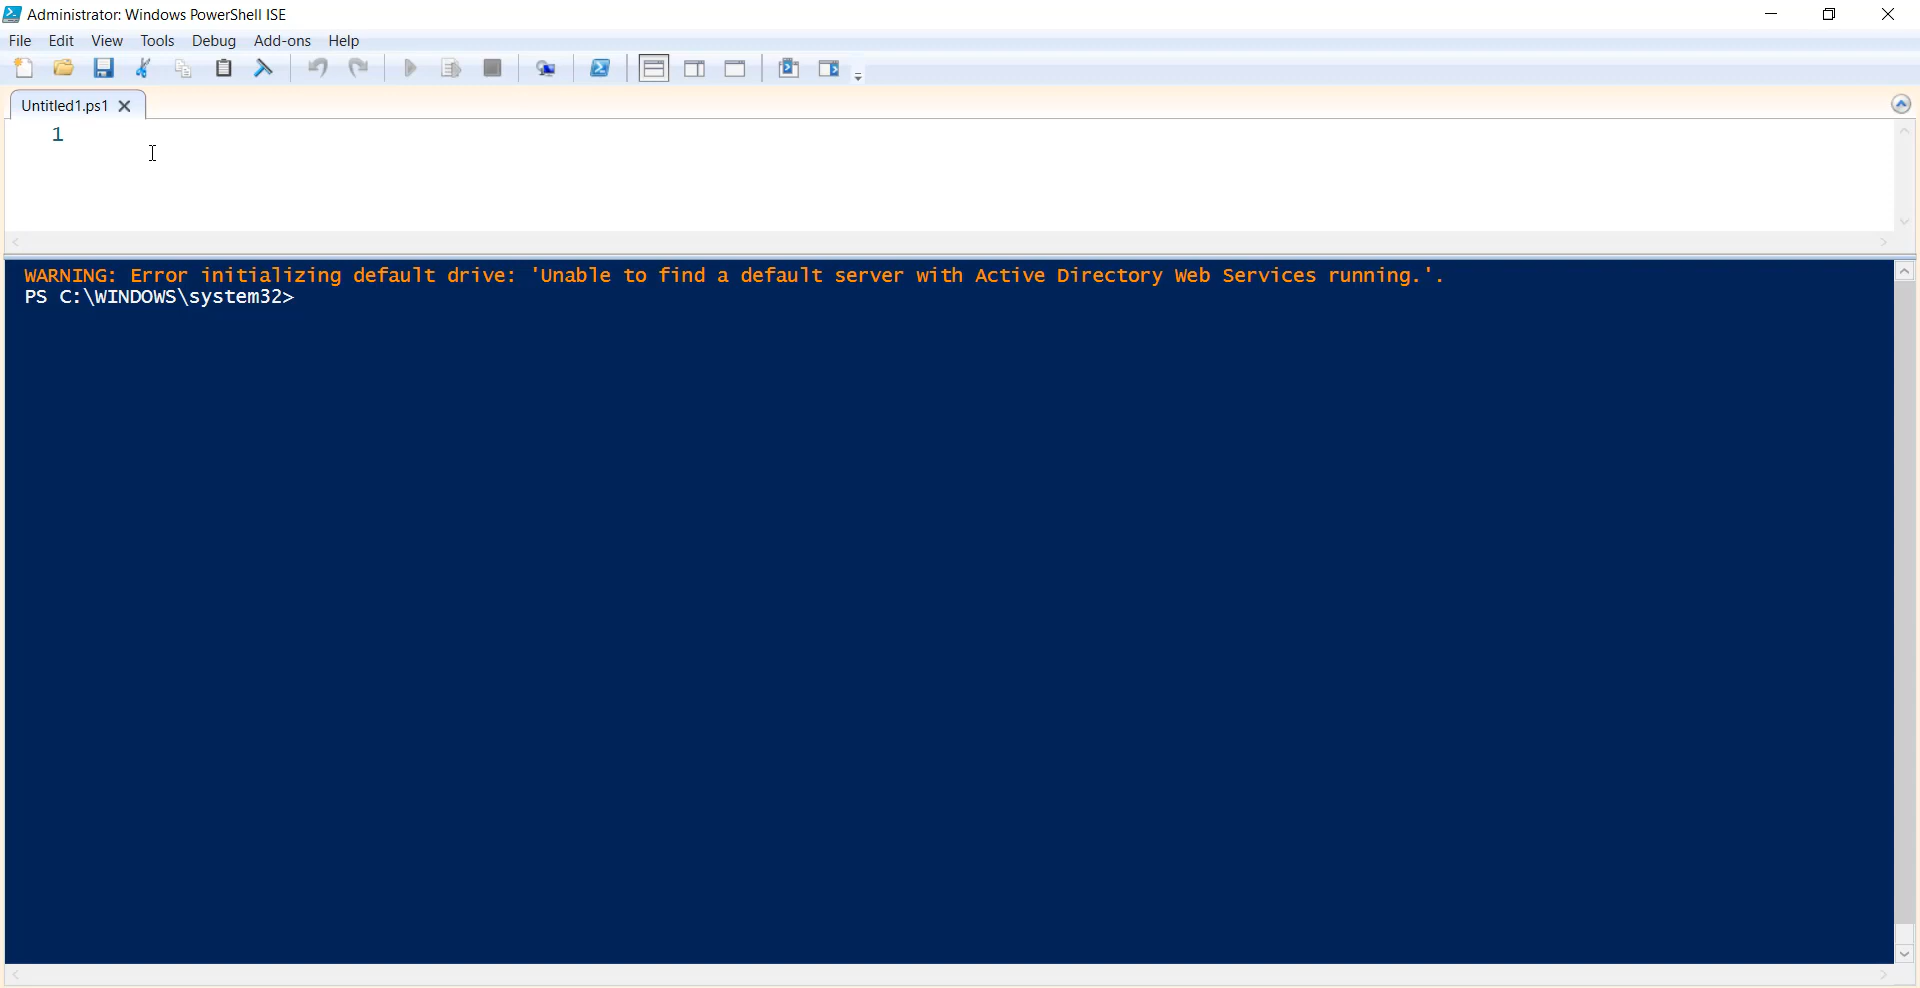 Administrator: Windows PowerShell ISE
File Edit View Tools Debug Add-ons Help
Untitled1.ps1
1
WARNING: Error initializing default drive: 'Unable to find a default server with Active Directory Web Services running.'.
PS C:\WINDOWS\system32>